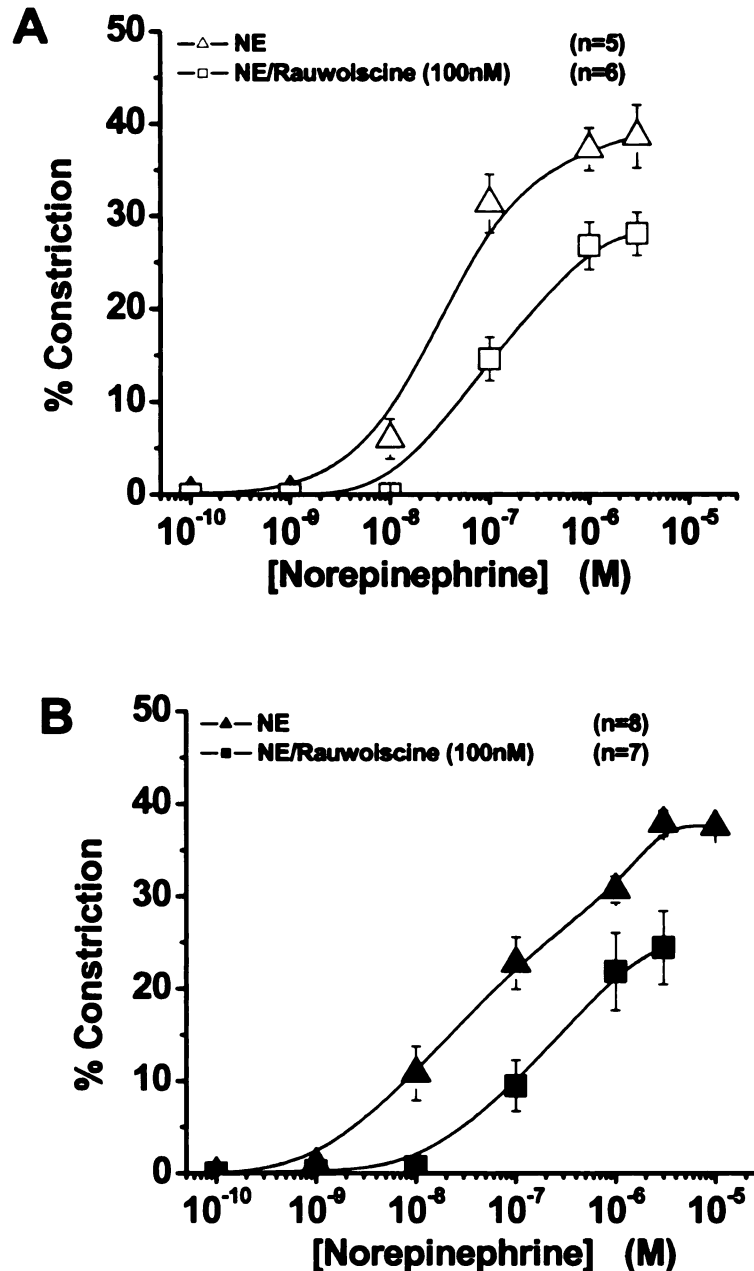 A
50
40
30
20
10
0
% Constriction
NE (n=5)
NE/Rauwolscine (100nM) (n=6)
10-10 10-9 10-8 10-7 10-6 10-5
[Norepinephrine] (M)
B
50
40
30
20
10
0
% Constriction
NE (n=8)
NE/Rauwolscine (100nM) (n=7)
10-10 10-9 10-8 10-7 10-6 10-5
[Norepinephrine] (M)